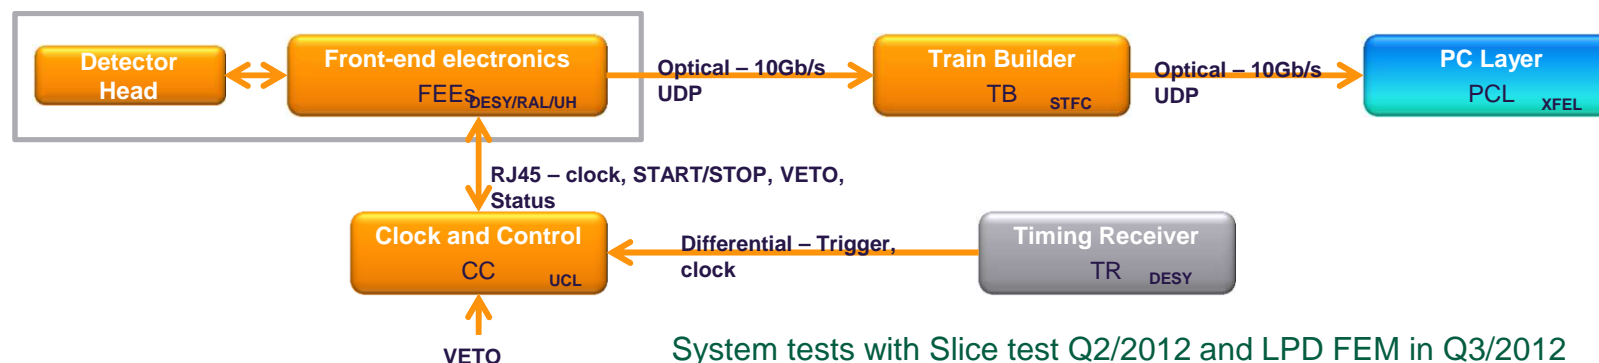 Detector
Head
Front-end electronics
FEEs
DESY/RAL/UH
Optical – 10Gb/s
UDP
Train Builder
TB
STFC
Optical – 10Gb/s
UDP
PC Layer
PCL
XFEL
RJ45 – clock, START/STOP, VETO,
Status
Clock and Control
CC
UCL
Differential – Trigger,
clock
Timing Receiver
TR
DESY
VETO
System tests with Slice test Q2/2012 and LPD FEM in Q3/2012